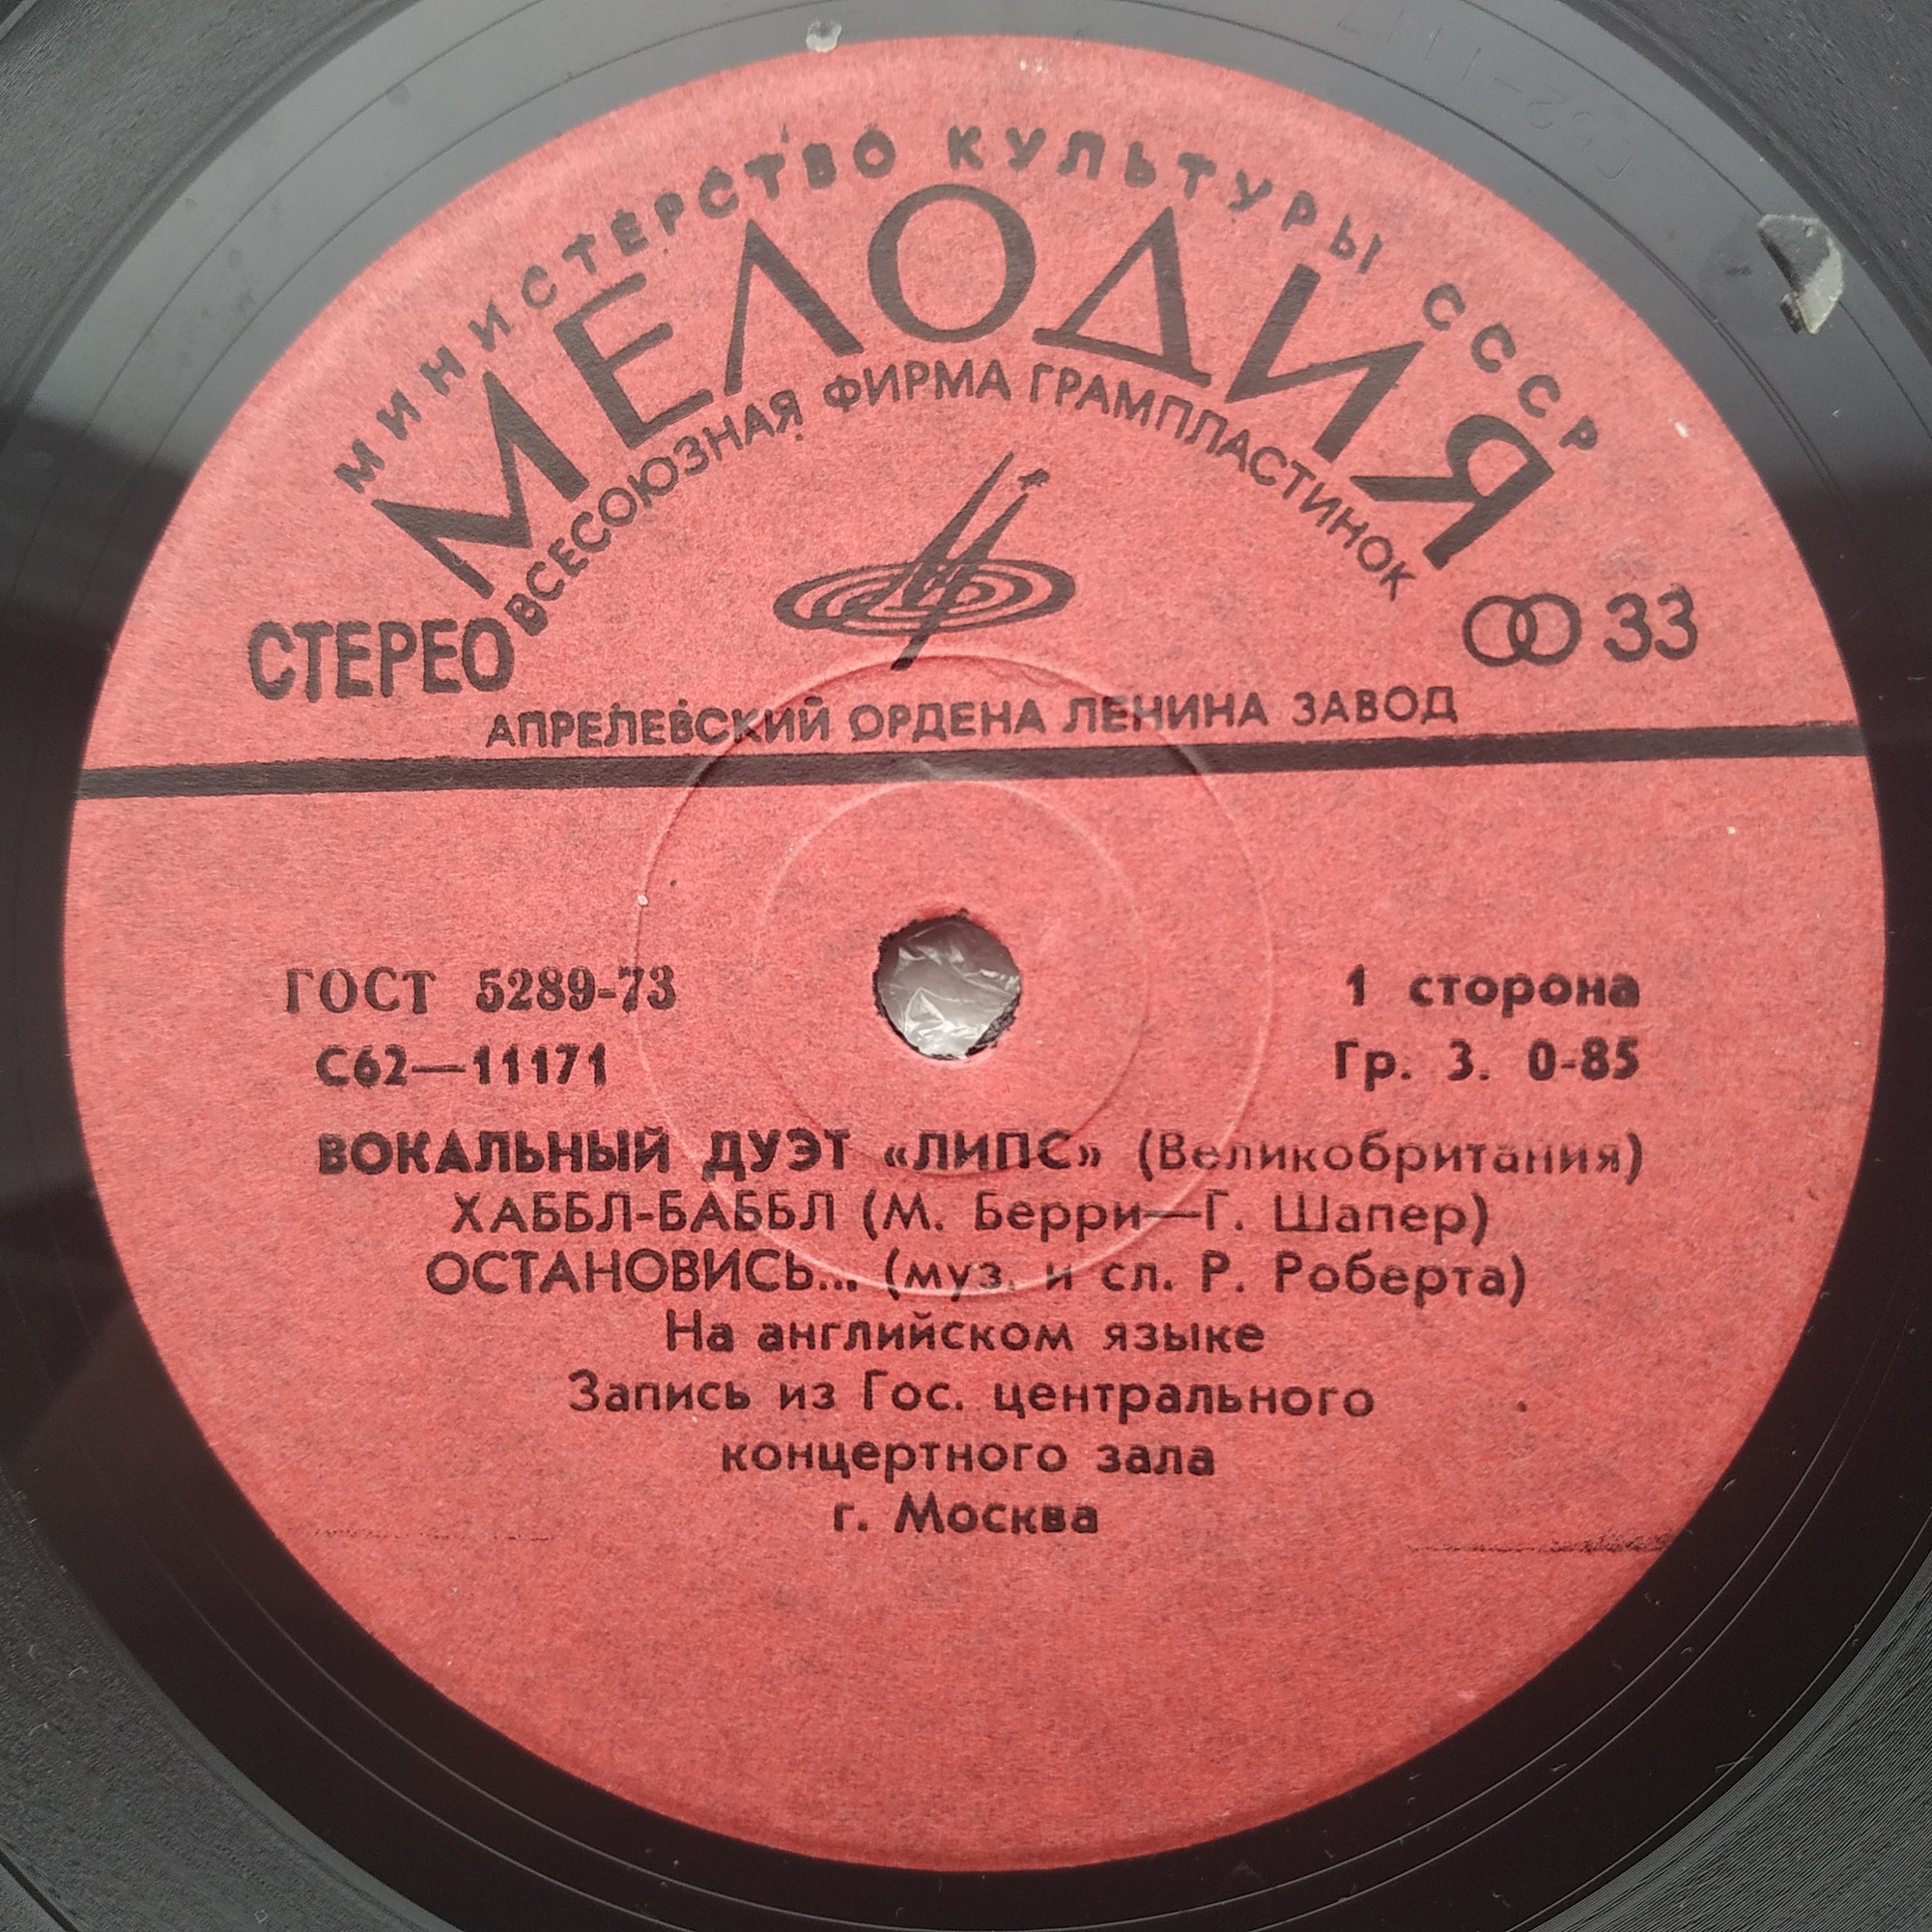 МИНИСТЕРСТВО КУЛЬТУРЫ СССР
МЕЛОДИЯ
ВСЕСОЮЗНАЯ ФИРМА ГРАМПЛАСТИНОК
СТЕРЕО
33
АПРЕЛЕВСКИЙ ОРДЕНА ЛЕНИНА ЗАВОД
ГОСТ 5289-73
1 сторона
С62—11171
Гр. 3. 0-85
ВОКАЛЬНЫЙ ДУЭТ «ЛИПС» (Великобритания)
ХАББЛ-БАББЛ (М. Берри—Г. Шапер)
ОСТАНОВИСЬ... (муз. и сл. Р. Роберта)
На английском языке
Запись из Гос. центрального
концертного зала
г. Москва